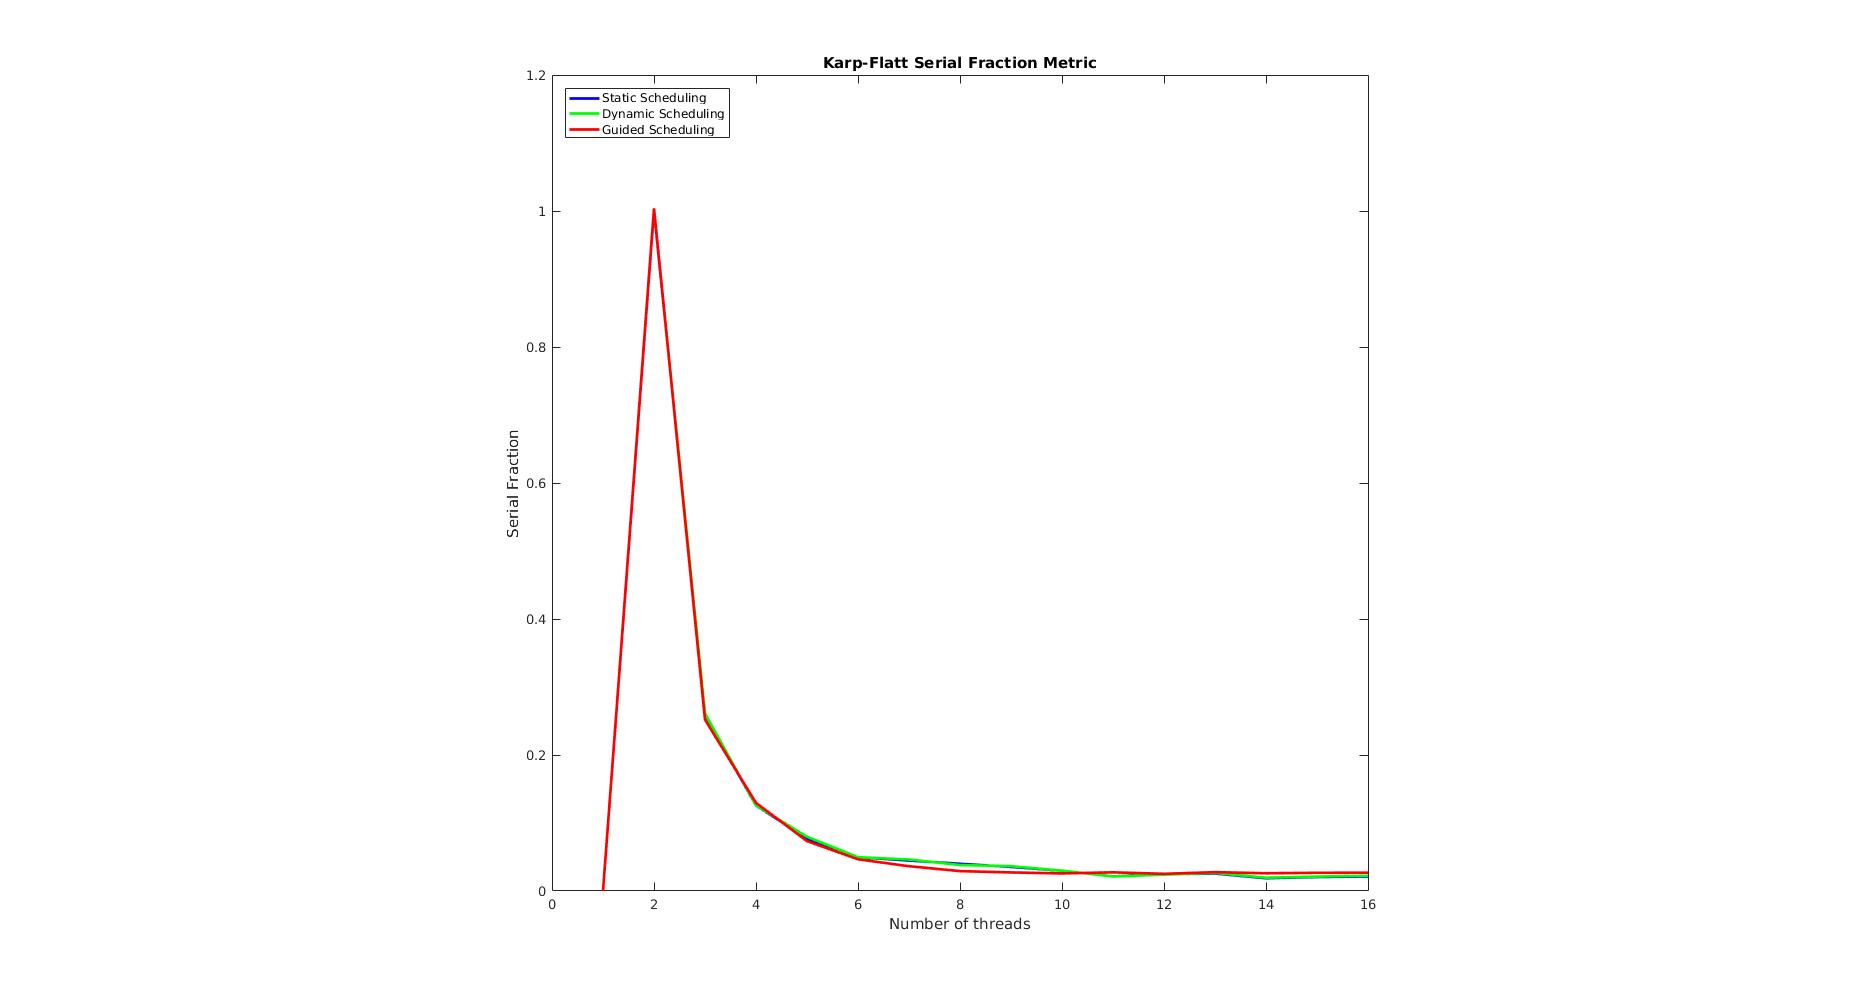 Karp-Flatt Serial Fraction Metric
1.2
Static Scheduling
Dynamic Scheduling
Guided Scheduling
1
0.8
0.6
Serial Fraction
0.4
0.2
0
0 2 4 6 8 10 12 14 16
Number of threads